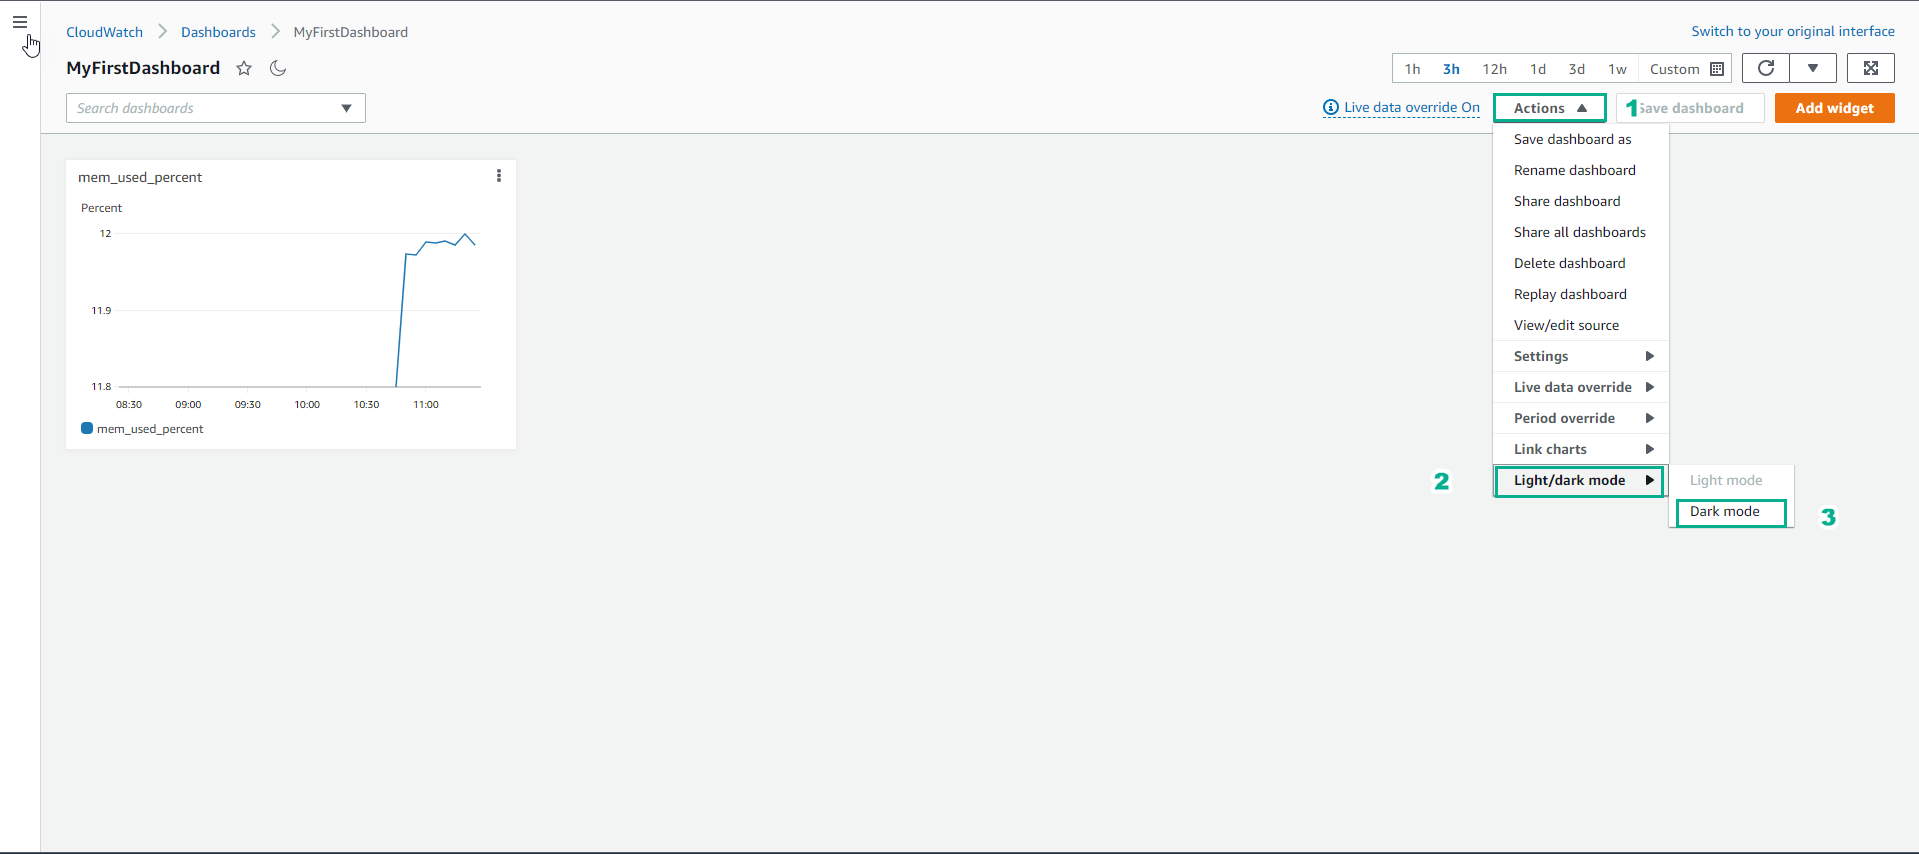 CloudWatch > Dashboards > MyFirstDashboard
Switch to your original interface
MyFirstDashboard
1h 3h 12h 1d 3d 1w Custom
Search dashboards
Live data override On
Actions
1
Save dashboard
Add widget
Save dashboard as
Rename dashboard
Share dashboard
Share all dashboards
Delete dashboard
Replay dashboard
View/edit source
Settings
Live data override
Period override
Link charts
2
Light/dark mode
Light mode
Dark mode
3
mem_used_percent
Percent
12
11.9
11.8
08:30 09:00 09:30 10:00 10:30 11:00
mem_used_percent